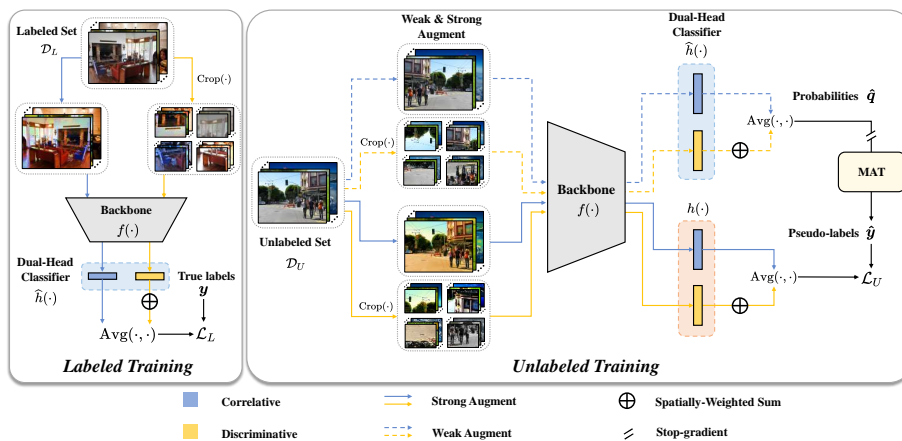 Labeled Set
𝒟_L
Crop(·)
Backbone
f(·)
Dual-Head
Classifier
ĥ(·)
True labels
y
Avg(·, ·)
ℒ_L
Labeled Training
Weak & Strong
Augment
Unlabeled Set
𝒟_U
Crop(·)
Crop(·)
Backbone
f(·)
Dual-Head
Classifier
ĥ(·)
Avg(·, ·)
Probabilities q̂
MAT
h(·)
Pseudo-labels ŷ
Avg(·, ·)
ℒ_U
Unlabeled Training
Correlative
Strong Augment
Spatially-Weighted Sum
Discriminative
Weak Augment
Stop-gradient